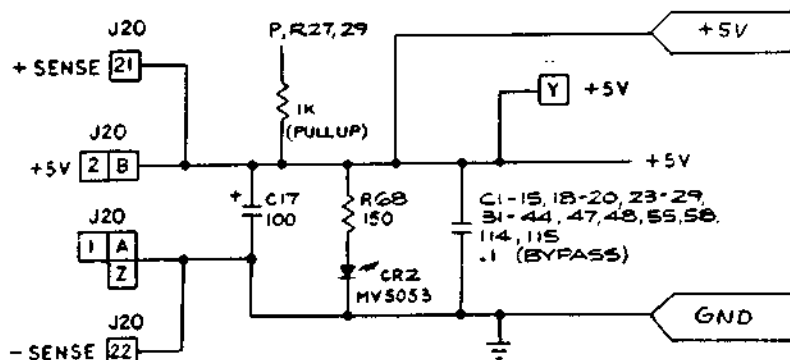 J20
+ SENSE 21
P, R27, 29
1K
(PULLUP)
+5V
Y +5V
J20
+5V 2 B
+5V
+ C17
100
R68
150
C1-15, 18-20, 23-29,
31-44, 47, 48, 55, 58,
114, 115
.1 (BYPASS)
J20
1 A
Z
CR2
MV5053
GND
J20
- SENSE 22